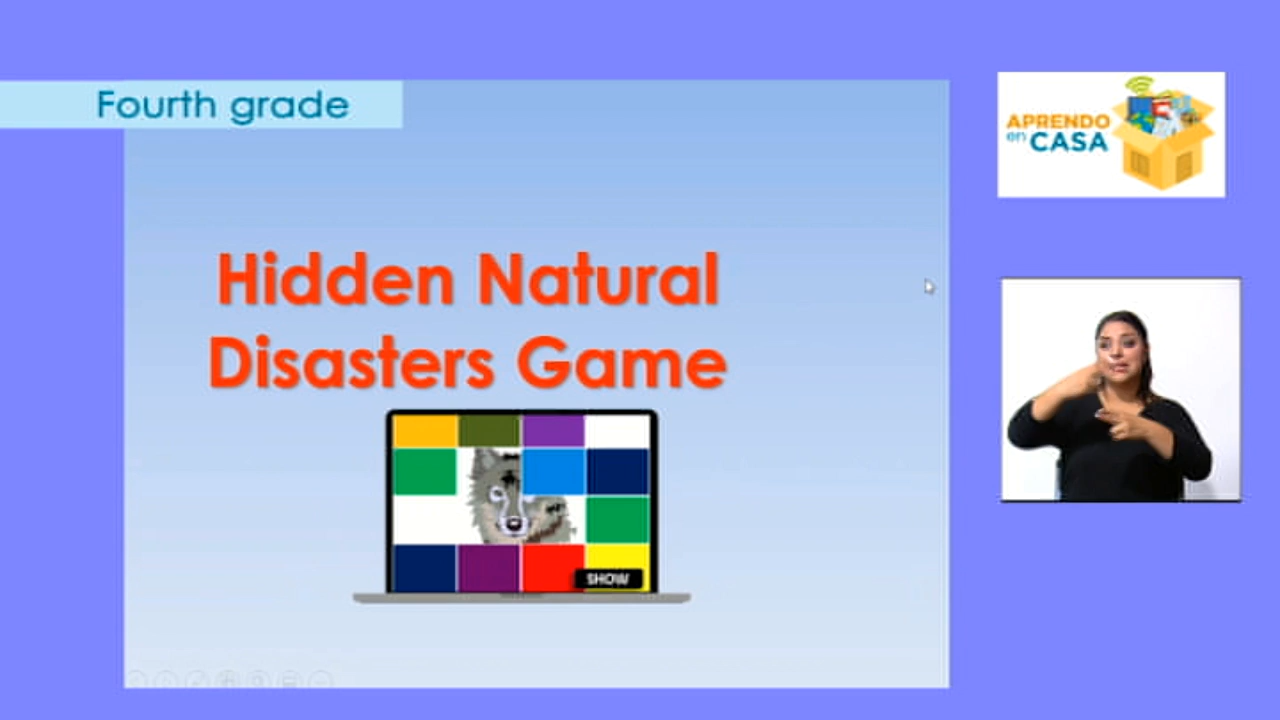 Fourth grade
APRENDO
en CASA
Hidden Natural
Disasters Game
SHOW